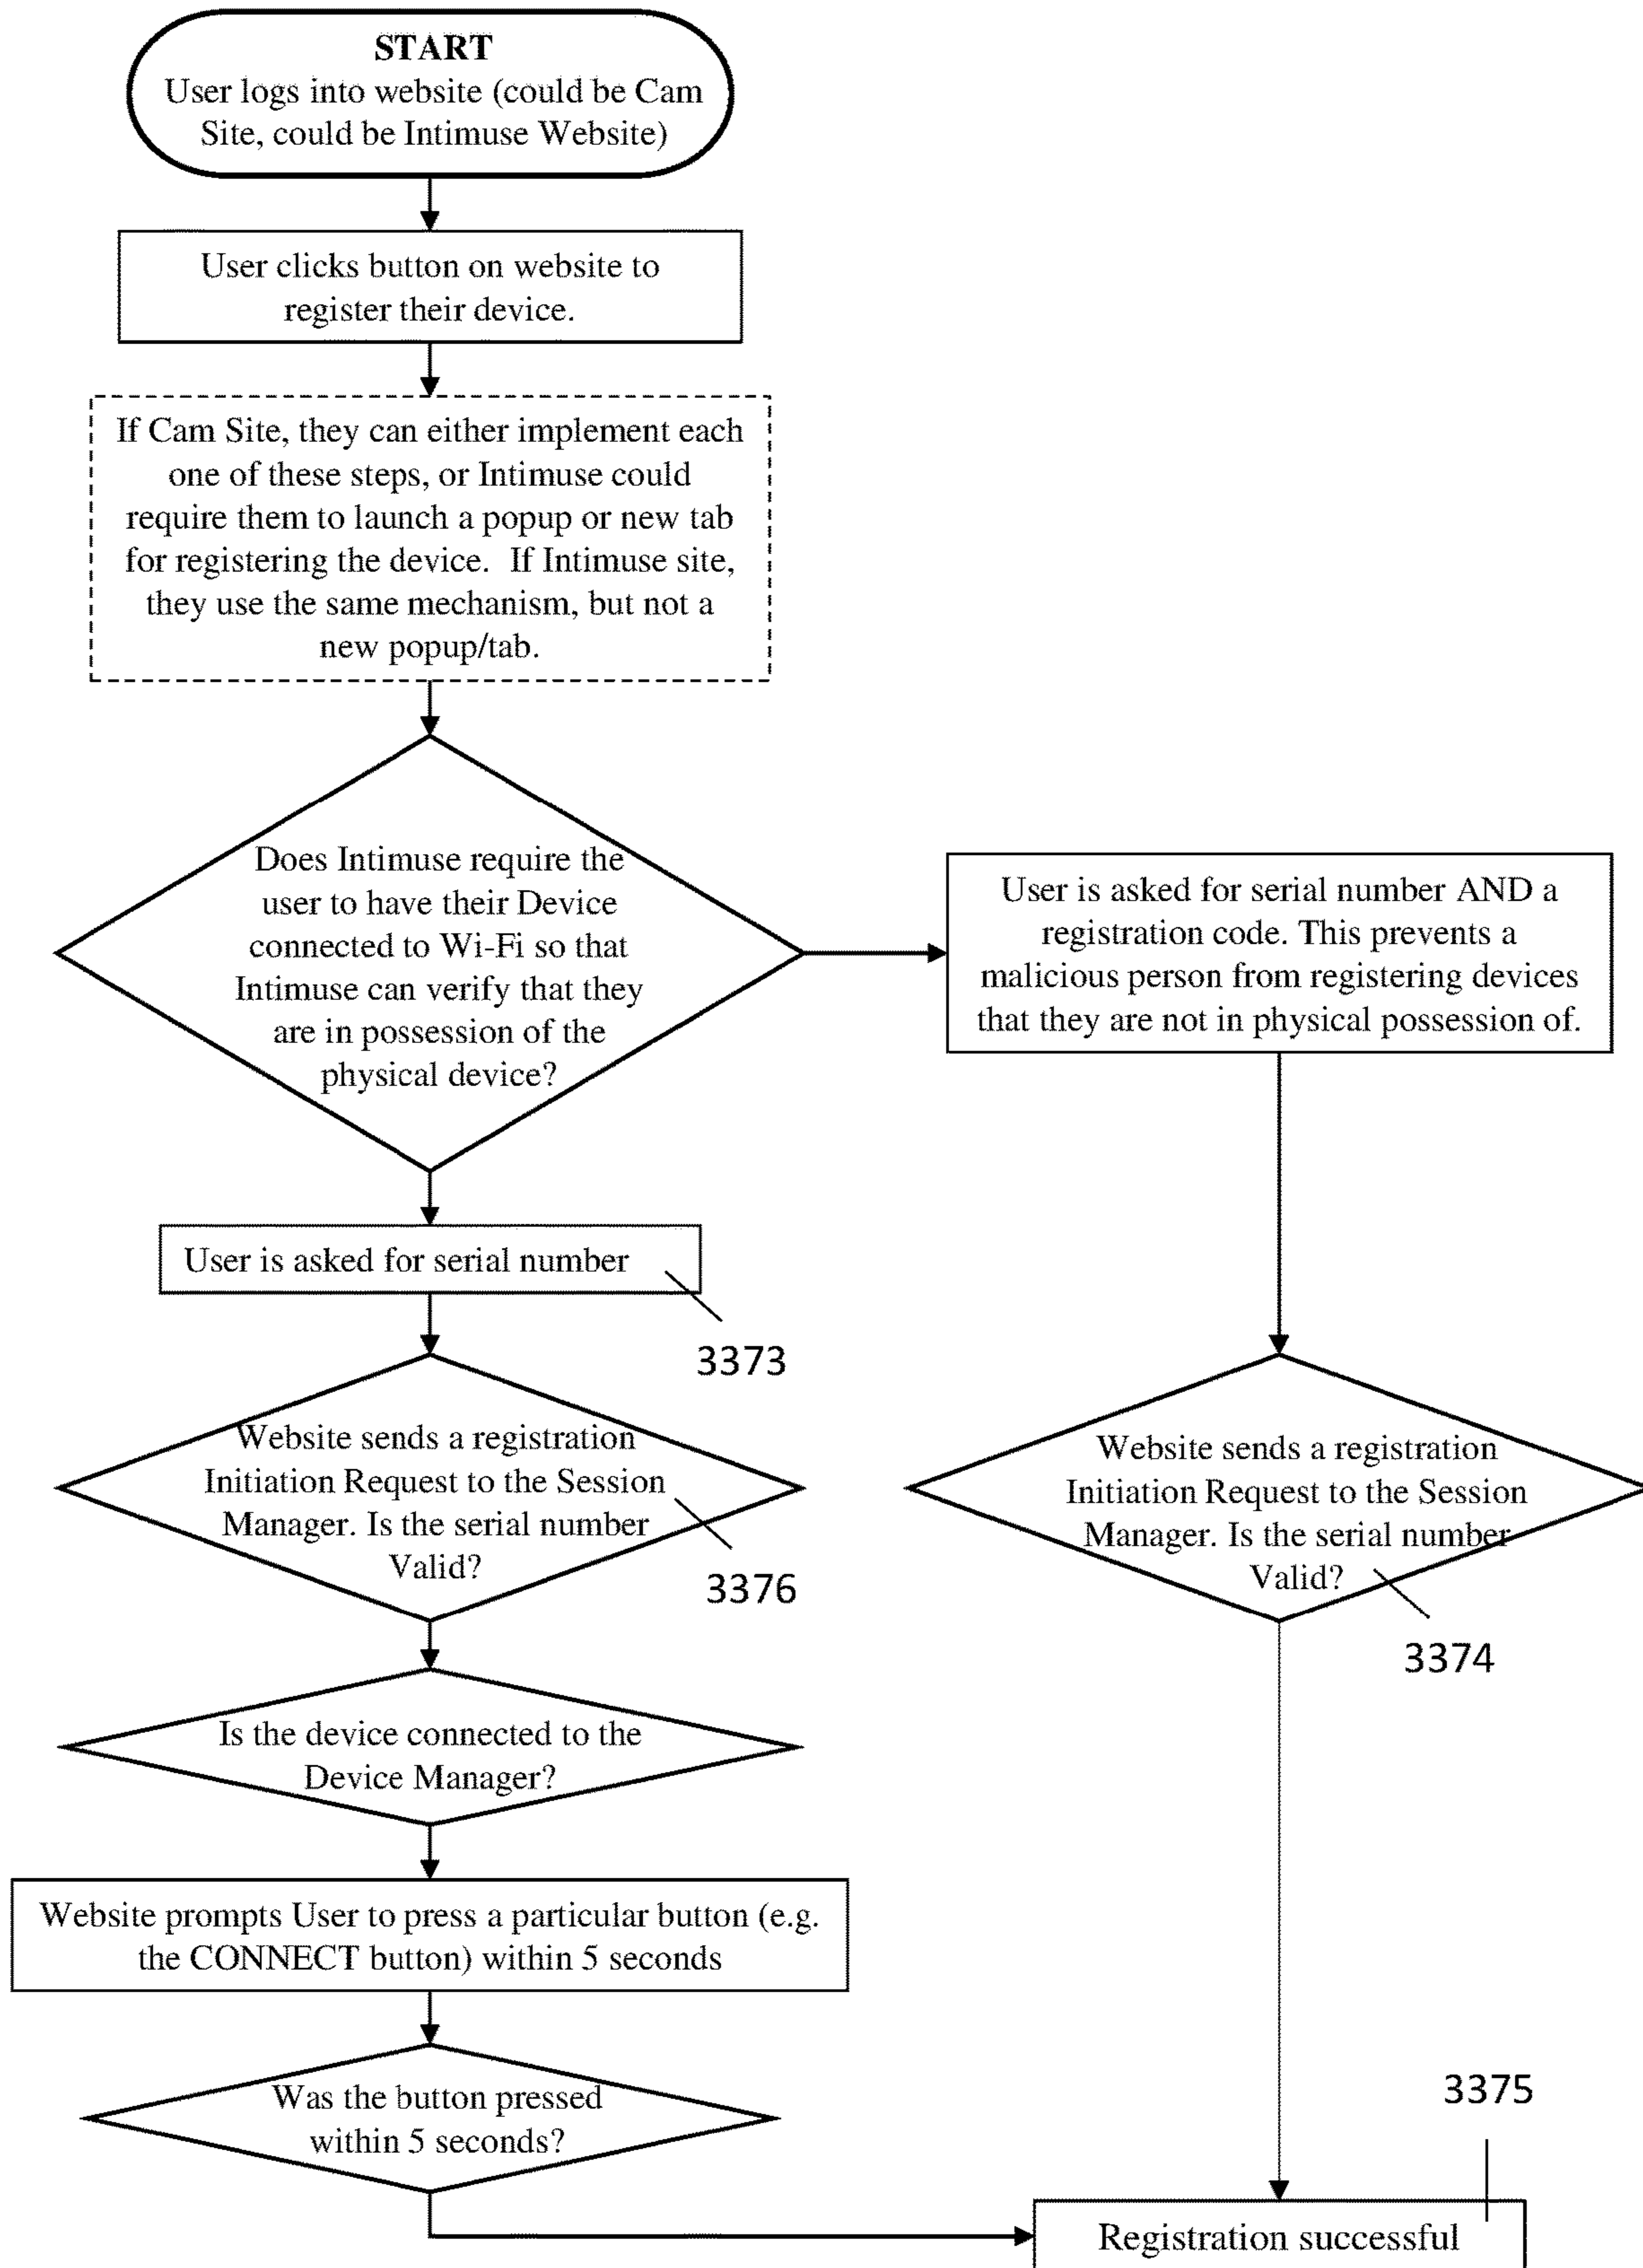 START
User logs into website (could be Cam
Site, could be Intimuse Website)
User clicks button on website to
register their device.
If Cam Site, they can either implement each
one of these steps, or Intimuse could
require them to launch a popup or new tab
for registering the device.  If Intimuse site,
they use the same mechanism, but not a
new popup/tab.
Does Intimuse require the
user to have their Device
connected to Wi-Fi so that
Intimuse can verify that they
are in possession of the
physical device?
User is asked for serial number AND a
registration code. This prevents a
malicious person from registering devices
that they are not in physical possession of.
User is asked for serial number
3373
Website sends a registration
Initiation Request to the Session
Manager. Is the serial number
Valid?
3376
Website sends a registration
Initiation Request to the Session
Manager. Is the serial number
Valid?
3374
Is the device connected to the
Device Manager?
Website prompts User to press a particular button (e.g.
the CONNECT button) within 5 seconds
Was the button pressed
within 5 seconds?
3375
Registration successful